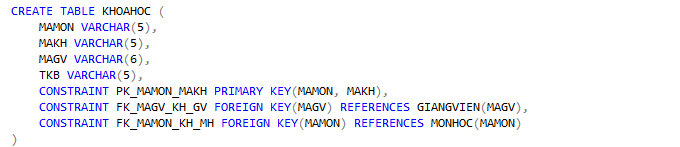 CREATE TABLE KHOAHOC (
    MAMON VARCHAR(5),
    MAKH VARCHAR(5),
    MAGV VARCHAR(6),
    TKB VARCHAR(5),
    CONSTRAINT PK_MAMON_MAKH PRIMARY KEY(MAMON, MAKH),
    CONSTRAINT FK_MAGV_KH_GV FOREIGN KEY(MAGV) REFERENCES GIANGVIEN(MAGV),
    CONSTRAINT FK_MAMON_KH_MH FOREIGN KEY(MAMON) REFERENCES MONHOC(MAMON)
)